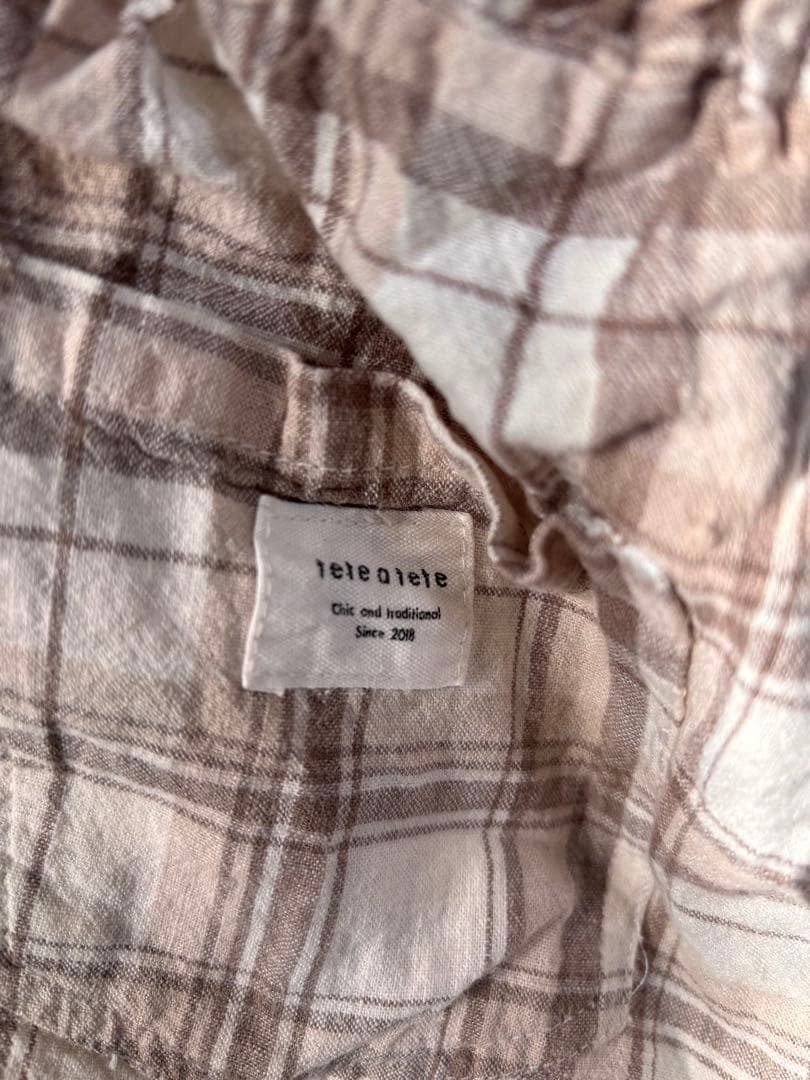 tete a tete
Chic and traditional
Since 2018